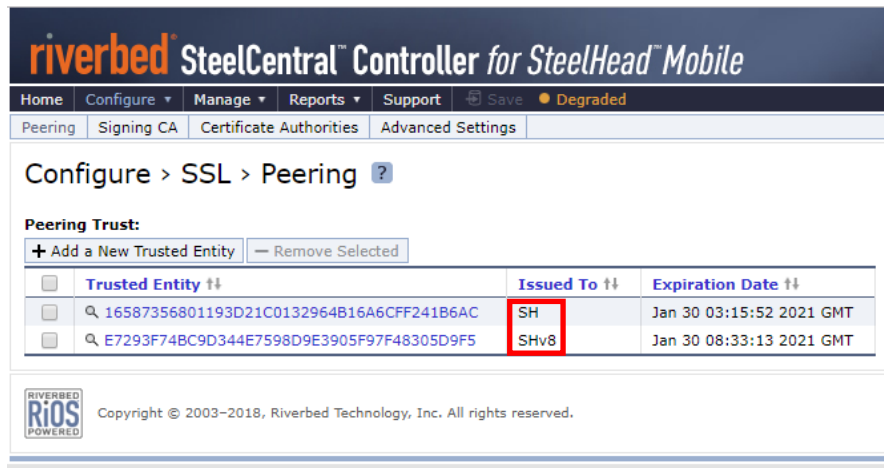 riverbed® SteelCentral™ Controller for SteelHead™ Mobile
Home Configure ▾ Manage ▾ Reports ▾ Support Save Degraded
Peering Signing CA Certificate Authorities Advanced Settings
Configure > SSL > Peering ?
Peering Trust:
+ Add a New Trusted Entity — Remove Selected
Trusted Entity ↑↓ Issued To ↑↓ Expiration Date ↑↓
16587356801193D21C0132964B16A6CFF241B6AC SH Jan 30 03:15:52 2021 GMT
E7293F74BC9D344E7598D9E3905F97F48305D9F5 SHv8 Jan 30 08:33:13 2021 GMT
RIVERBED
RiOS
POWERED
Copyright © 2003–2018, Riverbed Technology, Inc. All rights reserved.